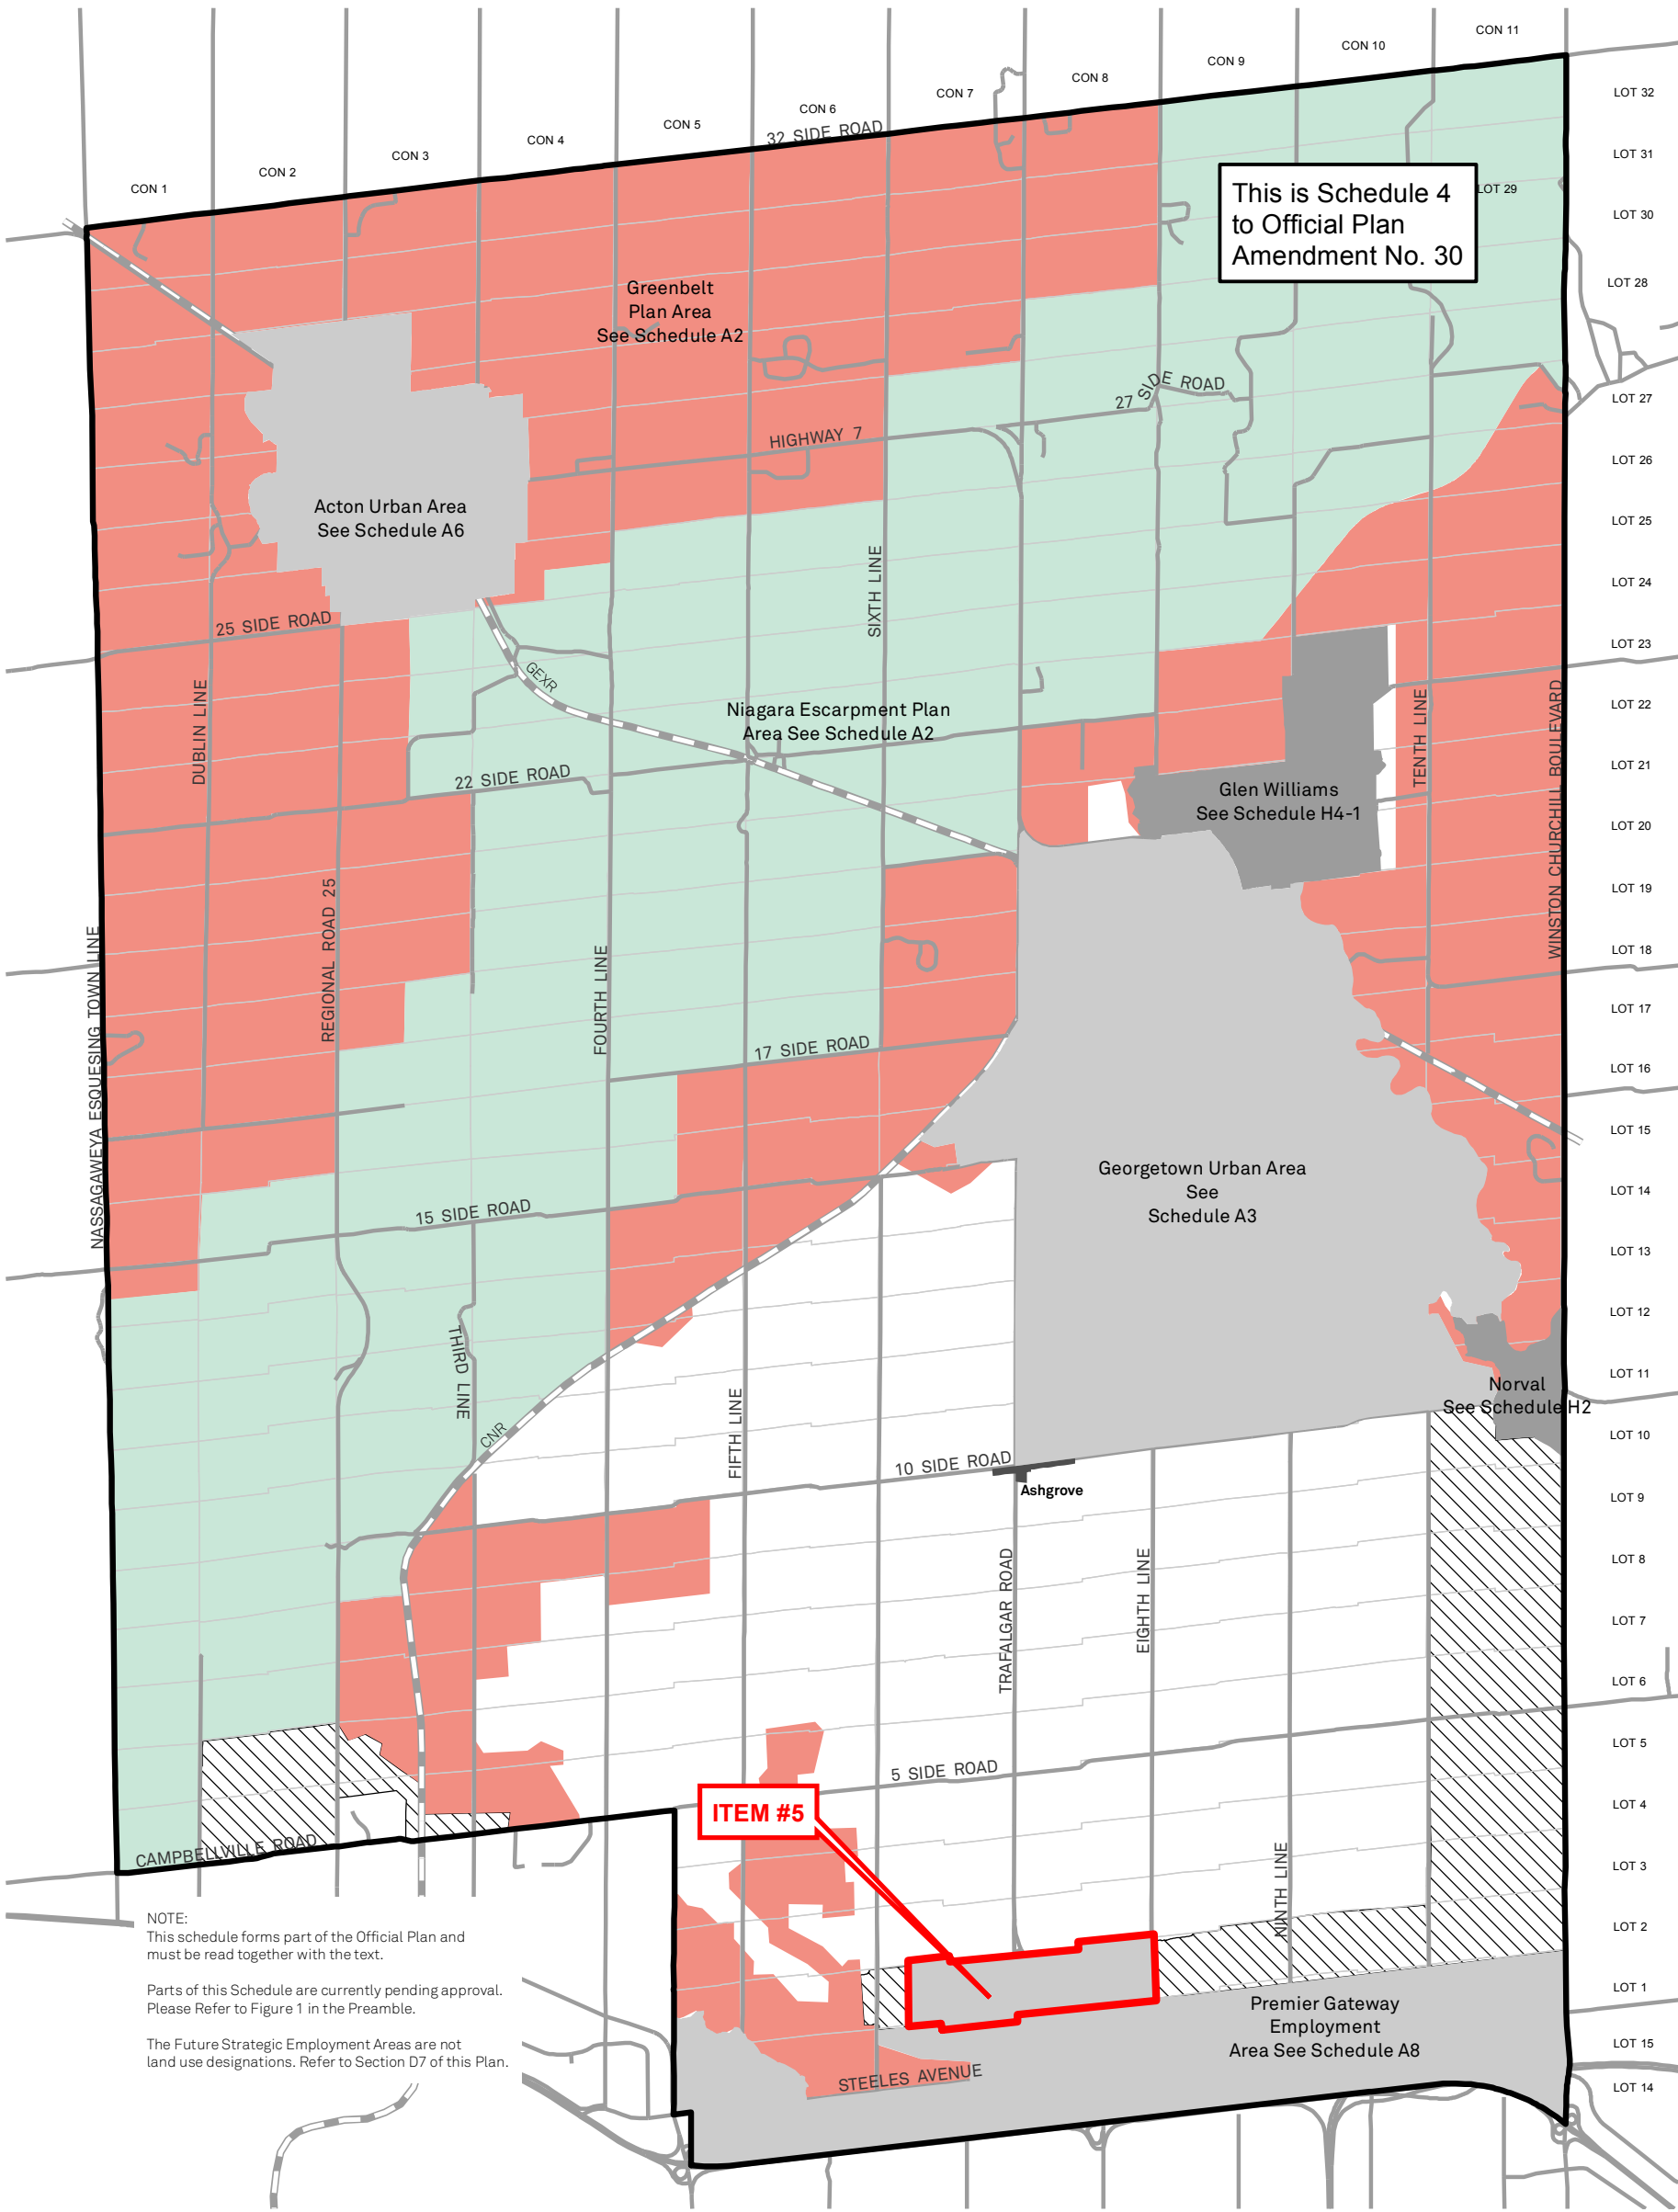 CON 11
CON 10
CON 9
CON 8
CON 7
CON 6
CON 5
CON 4
CON 3
CON 2
CON 1
32 SIDE ROAD
LOT 32
LOT 31
LOT 29
LOT 30
LOT 28
LOT 27
LOT 26
LOT 25
LOT 24
LOT 23
LOT 22
LOT 21
LOT 20
LOT 19
LOT 18
LOT 17
LOT 16
LOT 15
LOT 14
LOT 13
LOT 12
LOT 11
LOT 10
LOT 9
LOT 8
LOT 7
LOT 6
LOT 5
LOT 4
LOT 3
LOT 2
LOT 1
LOT 15
LOT 14
This is Schedule 4
to Official Plan
Amendment No. 30
Greenbelt
Plan Area
See Schedule A2
27 SIDE ROAD
HIGHWAY 7
Acton Urban Area
See Schedule A6
SIXTH LINE
25 SIDE ROAD
GEXR
DUBLIN LINE
Niagara Escarpment Plan
Area See Schedule A2
TENTH LINE
WINSTON CHURCHILL BOULEVARD
22 SIDE ROAD
Glen Williams
See Schedule H4-1
REGIONAL ROAD 25
NASSAGAWEYA ESQUESING TOWN LINE
FOURTH LINE
17 SIDE ROAD
Georgetown Urban Area
See
Schedule A3
15 SIDE ROAD
THIRD LINE
CNR
FIFTH LINE
Norval
See Schedule H2
10 SIDE ROAD
Ashgrove
TRAFALGAR ROAD
EIGHTH LINE
5 SIDE ROAD
ITEM #5
CAMPBELLVILLE ROAD
NINTH LINE
NOTE:
This schedule forms part of the Official Plan and
must be read together with the text.
Parts of this Schedule are currently pending approval.
Please Refer to Figure 1 in the Preamble.
The Future Strategic Employment Areas are not
land use designations. Refer to Section D7 of this Plan.
Premier Gateway
Employment
Area See Schedule A8
STEELES AVENUE